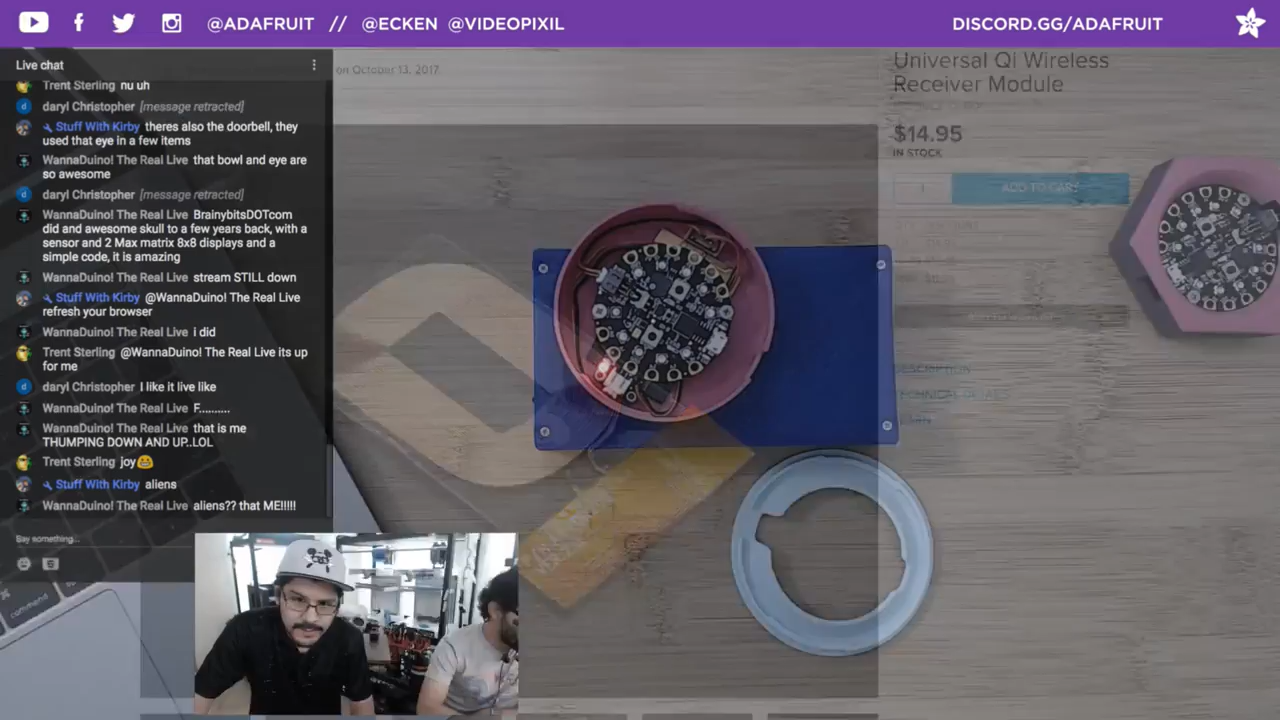 @ADAFRUIT // @ECKEN @VIDEOPIXIL
DISCORD.GG/ADAFRUIT
Live chat
on October 13, 2017.
Trent Sterling nu uh
daryl Christopher [message retracted]
Stuff With Kirby theres also the doorbell, they
used that eye in a few items
WannaDuino! The Real Live that bowl and eye are
so awesome
daryl Christopher [message retracted]
WannaDuino! The Real Live BrainybitsDOTcom
did and awesome skull to a few years back, with a
sensor and 2 Max matrix 8x8 displays and a
simple code, it is amazing
WannaDuino! The Real Live stream STILL down
Stuff With Kirby @WannaDuino! The Real Live
refresh your browser
WannaDuino! The Real Live i did
Trent Sterling @WannaDuino! The Real Live its up
for me
daryl Christopher I like it live like
WannaDuino! The Real Live F..........
WannaDuino! The Real Live that is me
THUMPING DOWN AND UP..LOL
Trent Sterling joy😄
Stuff With Kirby aliens
WannaDuino! The Real Live aliens?? that ME!!!!!
Say something...
command
Universal Qi Wireless
Receiver Module
$14.95
IN STOCK
1
ADD TO CART
DESCRIPTION
TECHNICAL DETAILS
LEARN